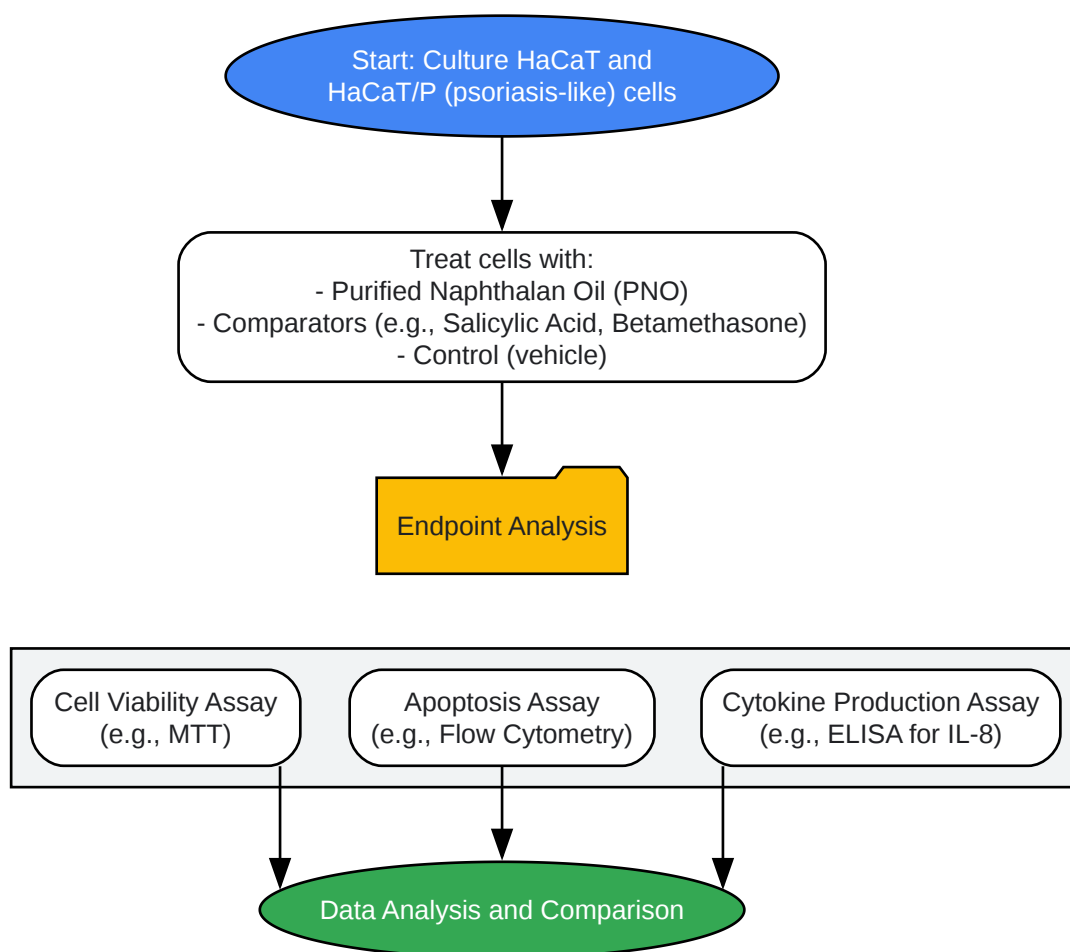 Start: Culture HaCaT and
HaCaT/P (psoriasis-like) cells
Treat cells with:
- Purified Naphthalan Oil (PNO)
- Comparators (e.g., Salicylic Acid, Betamethasone)
- Control (vehicle)
Endpoint Analysis
Cell Viability Assay
(e.g., MTT)
Apoptosis Assay
(e.g., Flow Cytometry)
Cytokine Production Assay
(e.g., ELISA for IL-8)
Data Analysis and Comparison